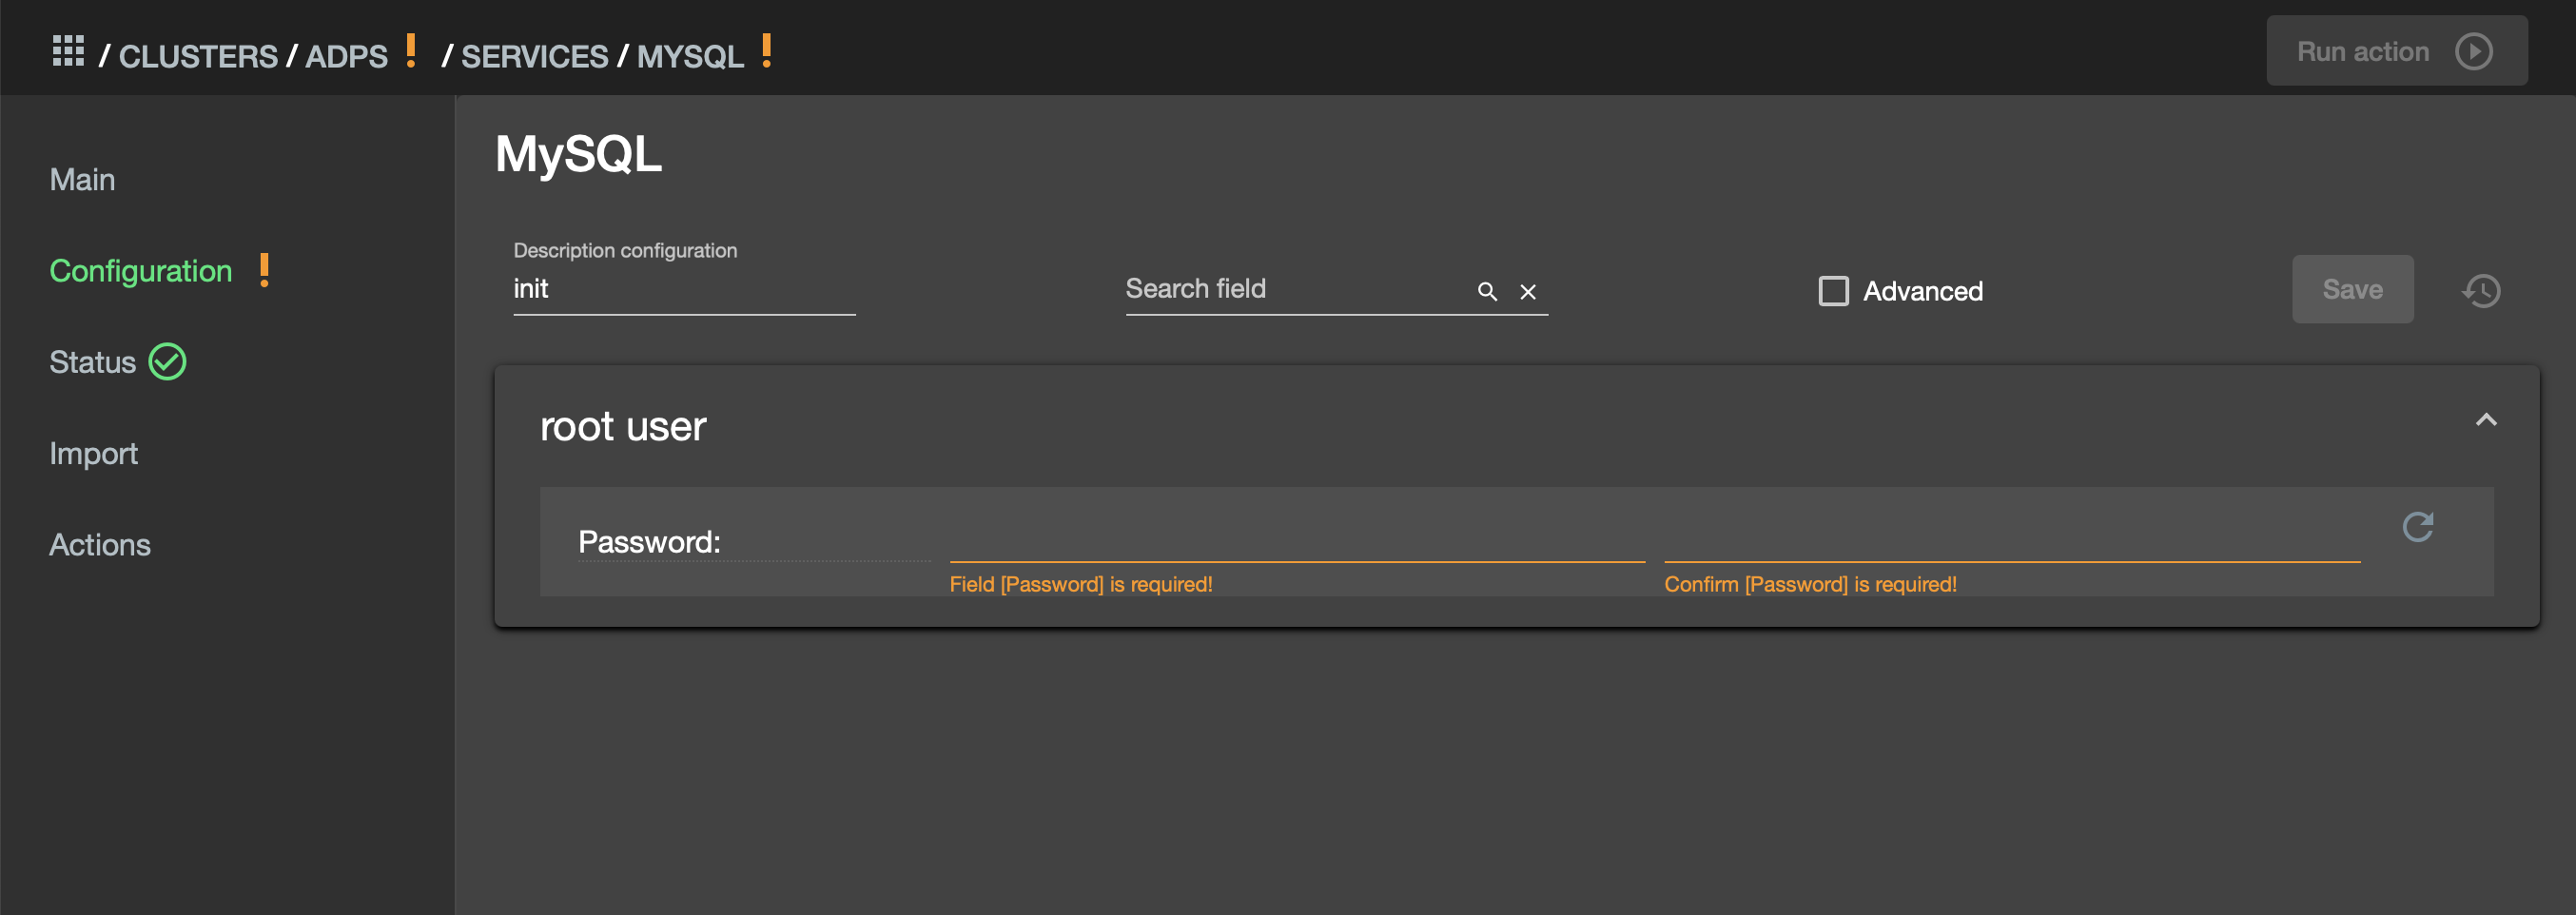 / CLUSTERS / ADPS ! / SERVICES / MYSQL !
Run action
Main
Configuration !
Status
Import
Actions
MySQL
Description configuration
init
Search field
Advanced
Save
root user
Password:
Field [Password] is required!
Confirm [Password] is required!